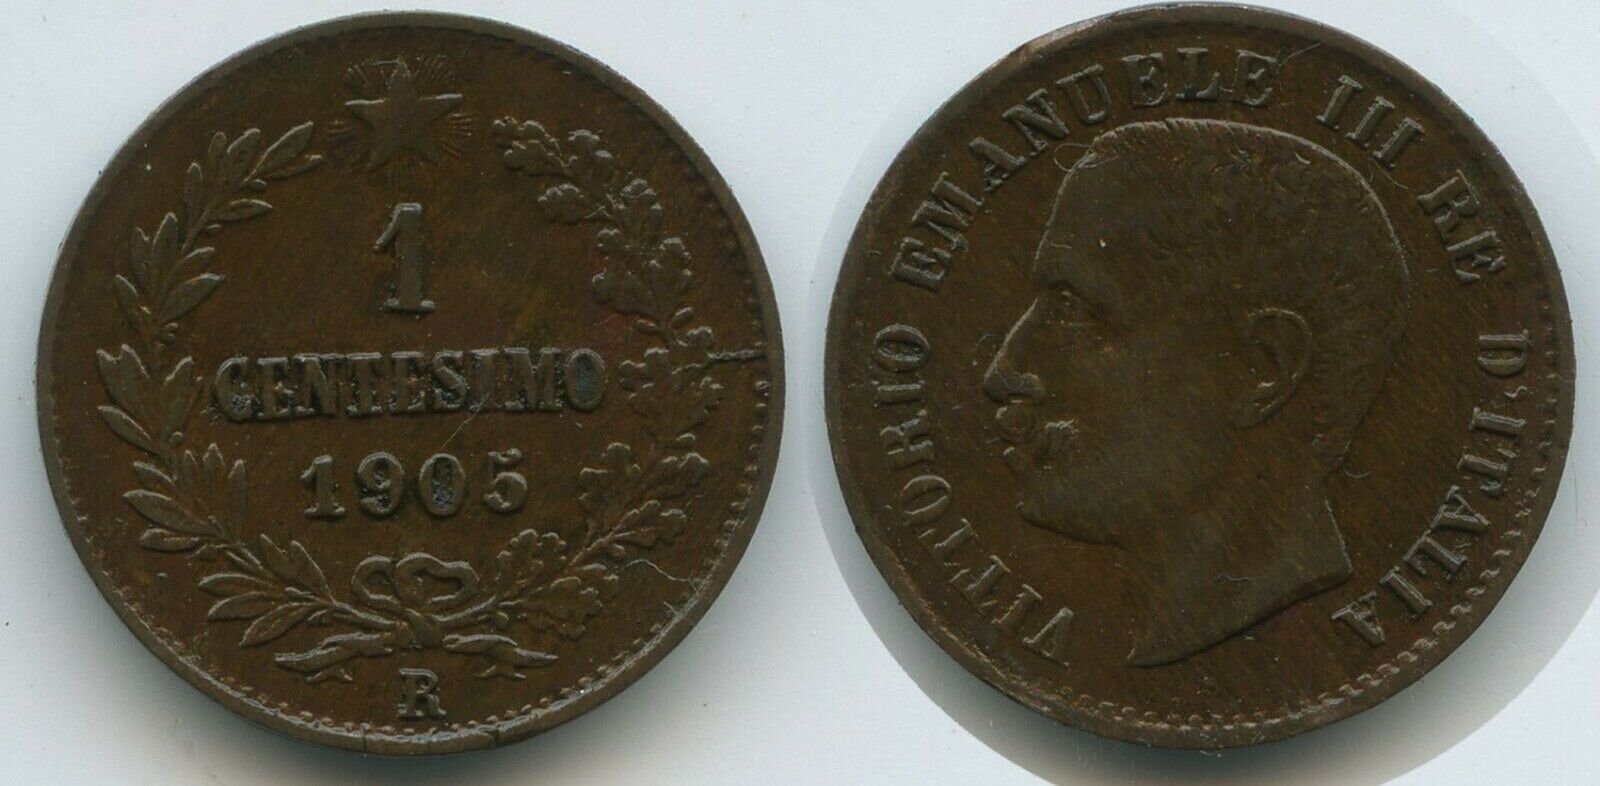 1
CENTESIMO
1905
R
VITTORIO EMANUELE III RE D'ITALIA